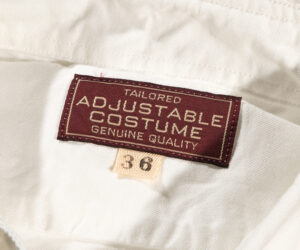 TAILORED
ADJUSTABLE
COSTUME
GENUINE QUALITY
36